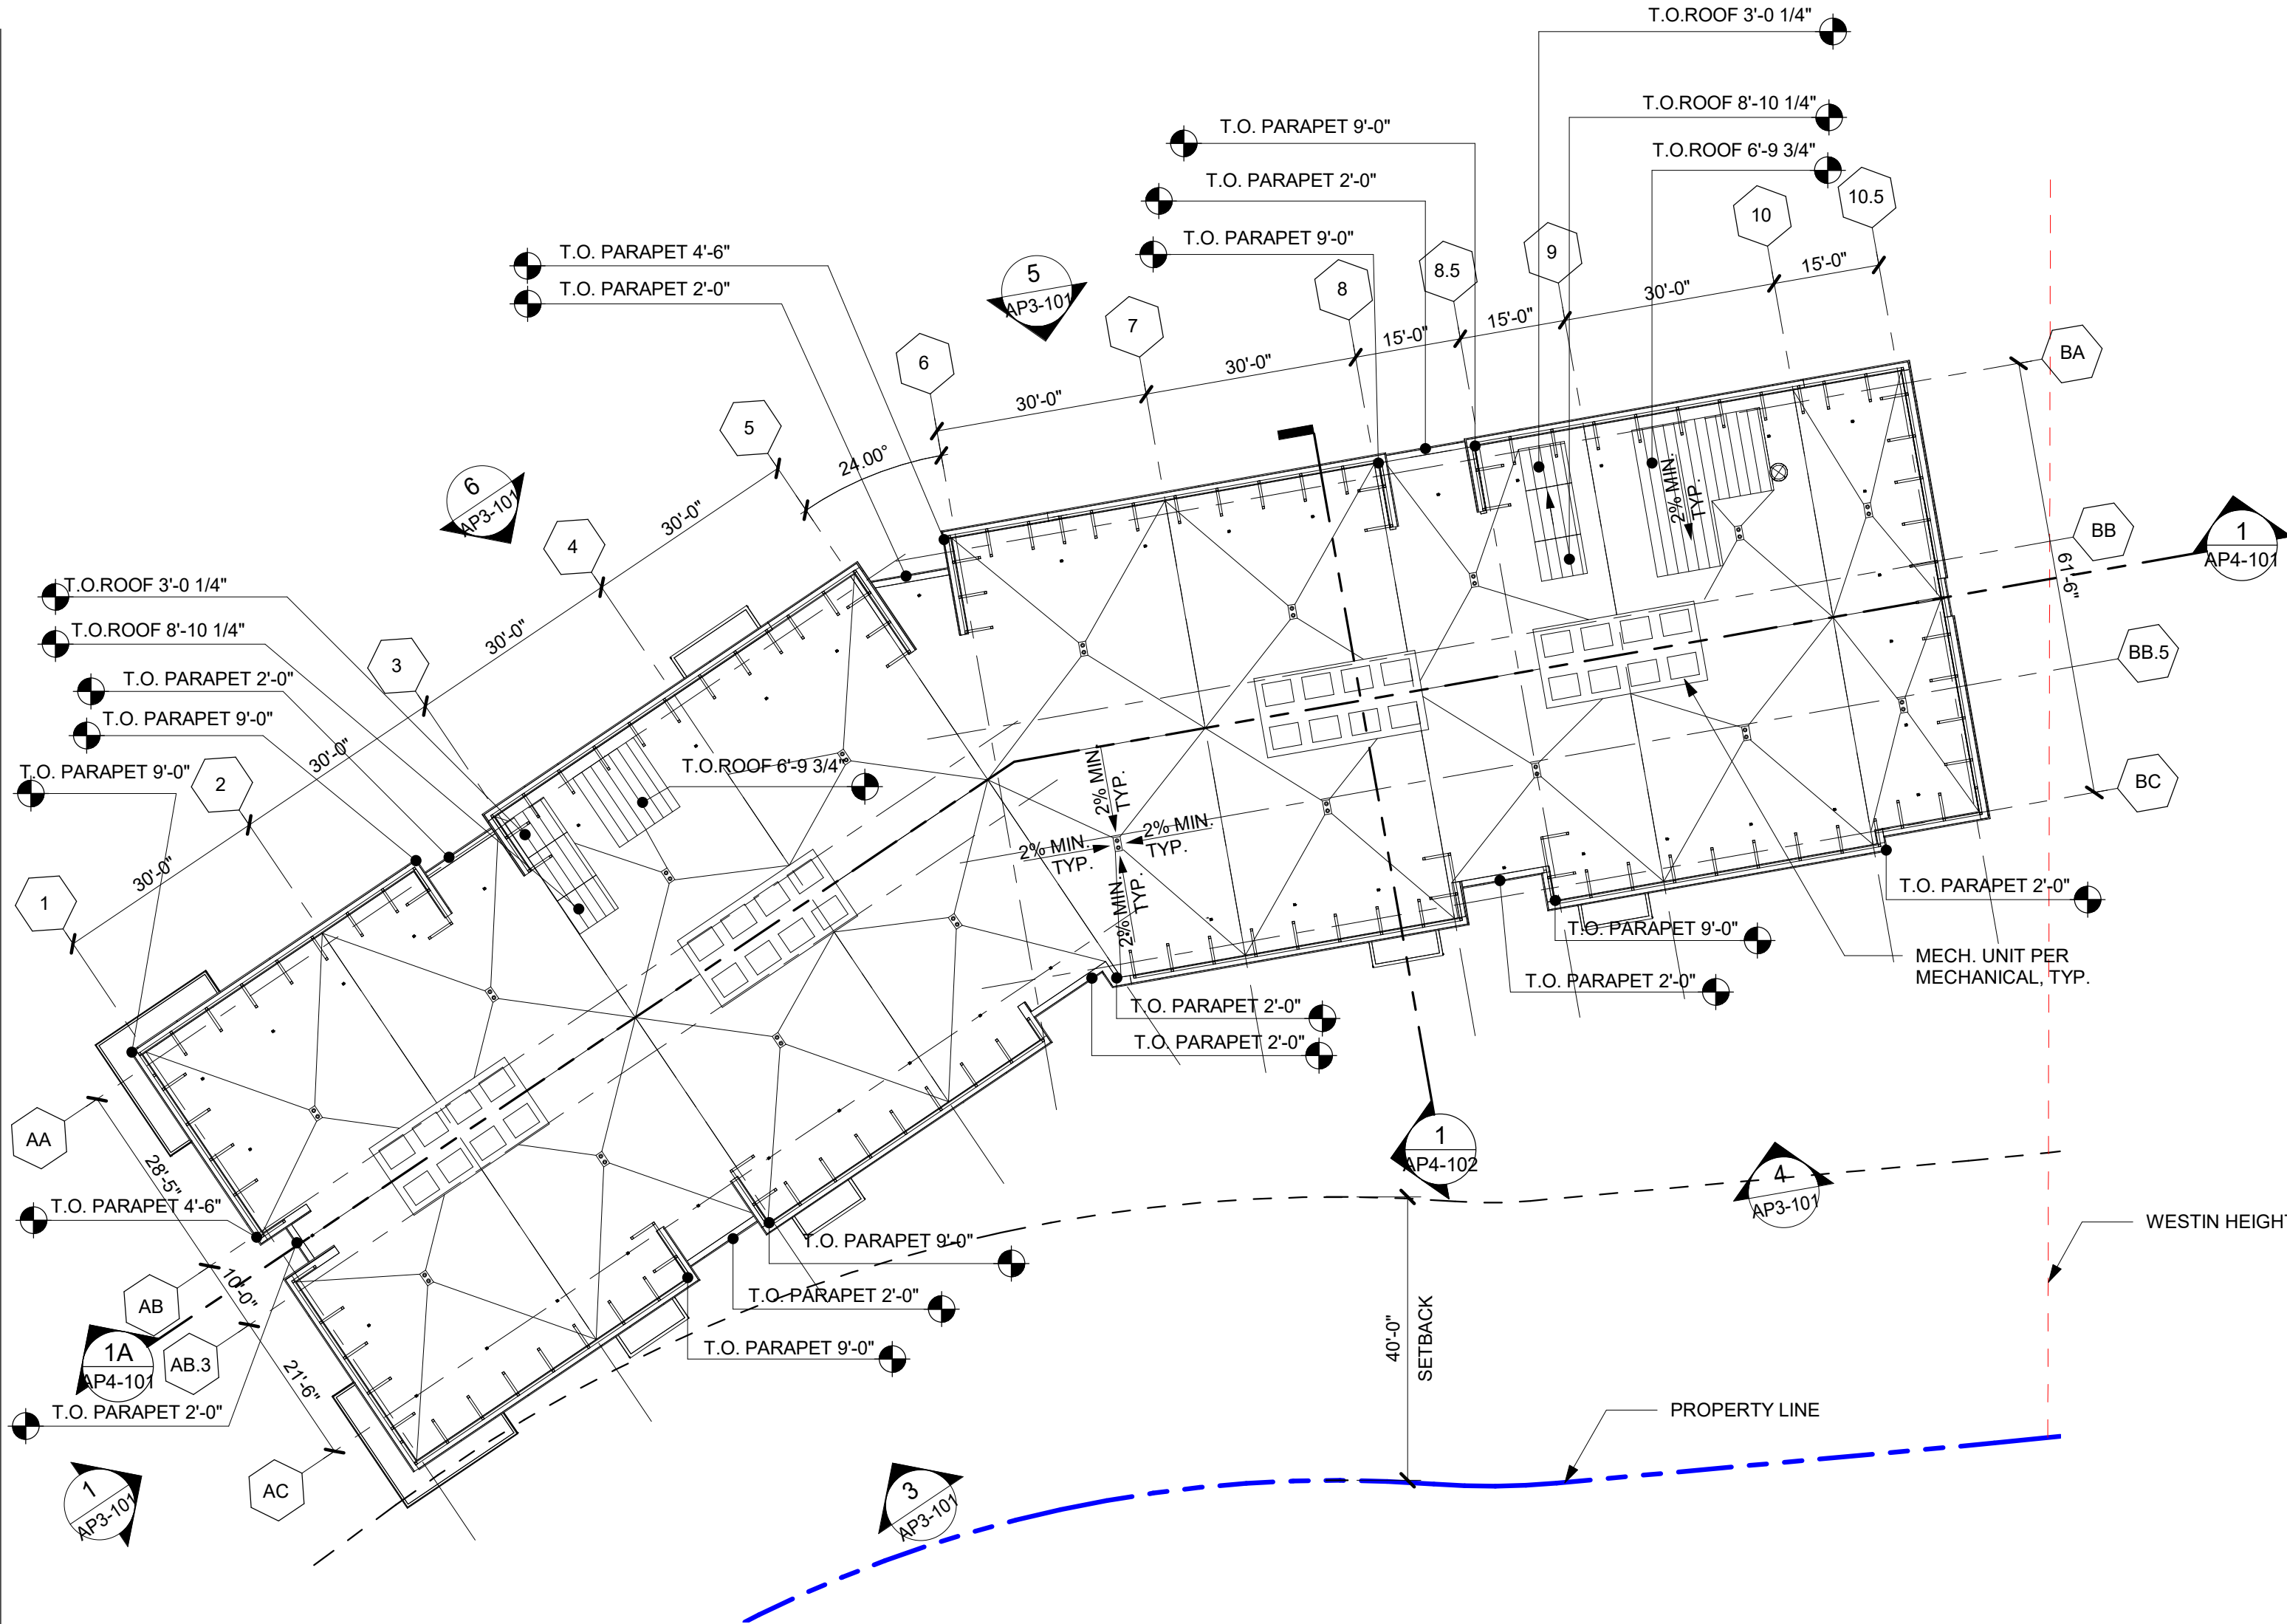 T.O.ROOF 3'-0 1/4"
T.O.ROOF 8'-10 1/4"
T.O. PARAPET 9'-0"
T.O.ROOF 6'-9 3/4"
T.O. PARAPET 2'-0"
10.5
10
T.O. PARAPET 9'-0"
9
T.O. PARAPET 4'-6"
8.5
15'-0"
5
AP3-101
8
30'-0"
T.O. PARAPET 2'-0"
7
15'-0"
15'-0"
6
30'-0"
BA
30'-0"
5
24.00°
6
AP3-101
2% MIN.
TYP.
30'-0"
BB
1
AP4-101
4
61'-6"
T.O.ROOF 3'-0 1/4"
T.O.ROOF 8'-10 1/4"
30'-0"
3
BB.5
T.O. PARAPET 2'-0"
T.O. PARAPET 9'-0"
30'-0"
T.O.ROOF 6'-9 3/4"
2% MIN.
TYP.
T.O. PARAPET 9'-0"
2
BC
2% MIN.
TYP.
2% MIN.
TYP.
30'-0"
2% MIN.
TYP.
1
T.O. PARAPET 2'-0"
T.O. PARAPET 9'-0"
MECH. UNIT PER
MECHANICAL, TYP.
T.O. PARAPET 2'-0"
T.O. PARAPET 2'-0"
T.O. PARAPET 2'-0"
AA
1
AP4-102
28'-5"
4
AP3-101
T.O. PARAPET 4'-6"
WESTIN HEIGHT
T.O. PARAPET 9'-0"
10'-0"
AB
T.O. PARAPET 2'-0"
40'-0"
SETBACK
1A
AP4-101
AB.3
T.O. PARAPET 9'-0"
21'-6"
T.O. PARAPET 2'-0"
PROPERTY LINE
AC
1
AP3-101
3
AP3-101